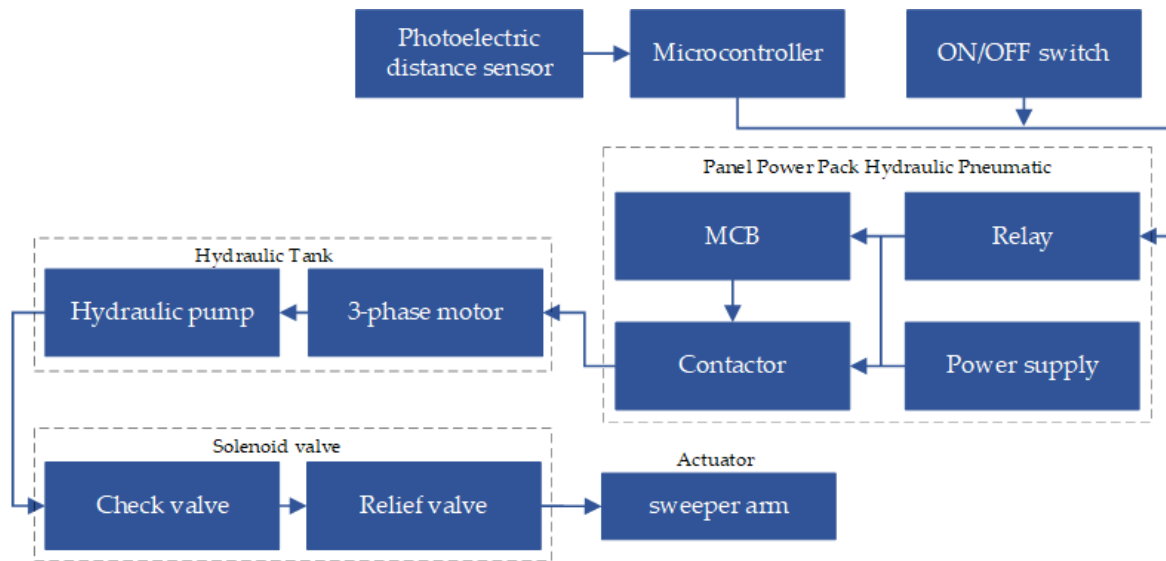 Photoelectric
distance sensor
Microcontroller
ON/OFF switch
Panel Power Pack Hydraulic Pneumatic
MCB
Relay
Hydraulic Tank
Hydraulic pump
3-phase motor
Contactor
Power supply
Solenoid valve
Check valve
Relief valve
Actuator
sweeper arm